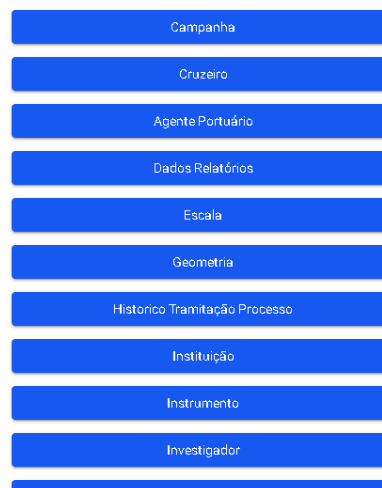 Campanha
Cruzeiro
Agente Portuário
Dados Relatórios
Escala
Geometria
Historico Tramitação Processo
Instituição
Instrumento
Investigador